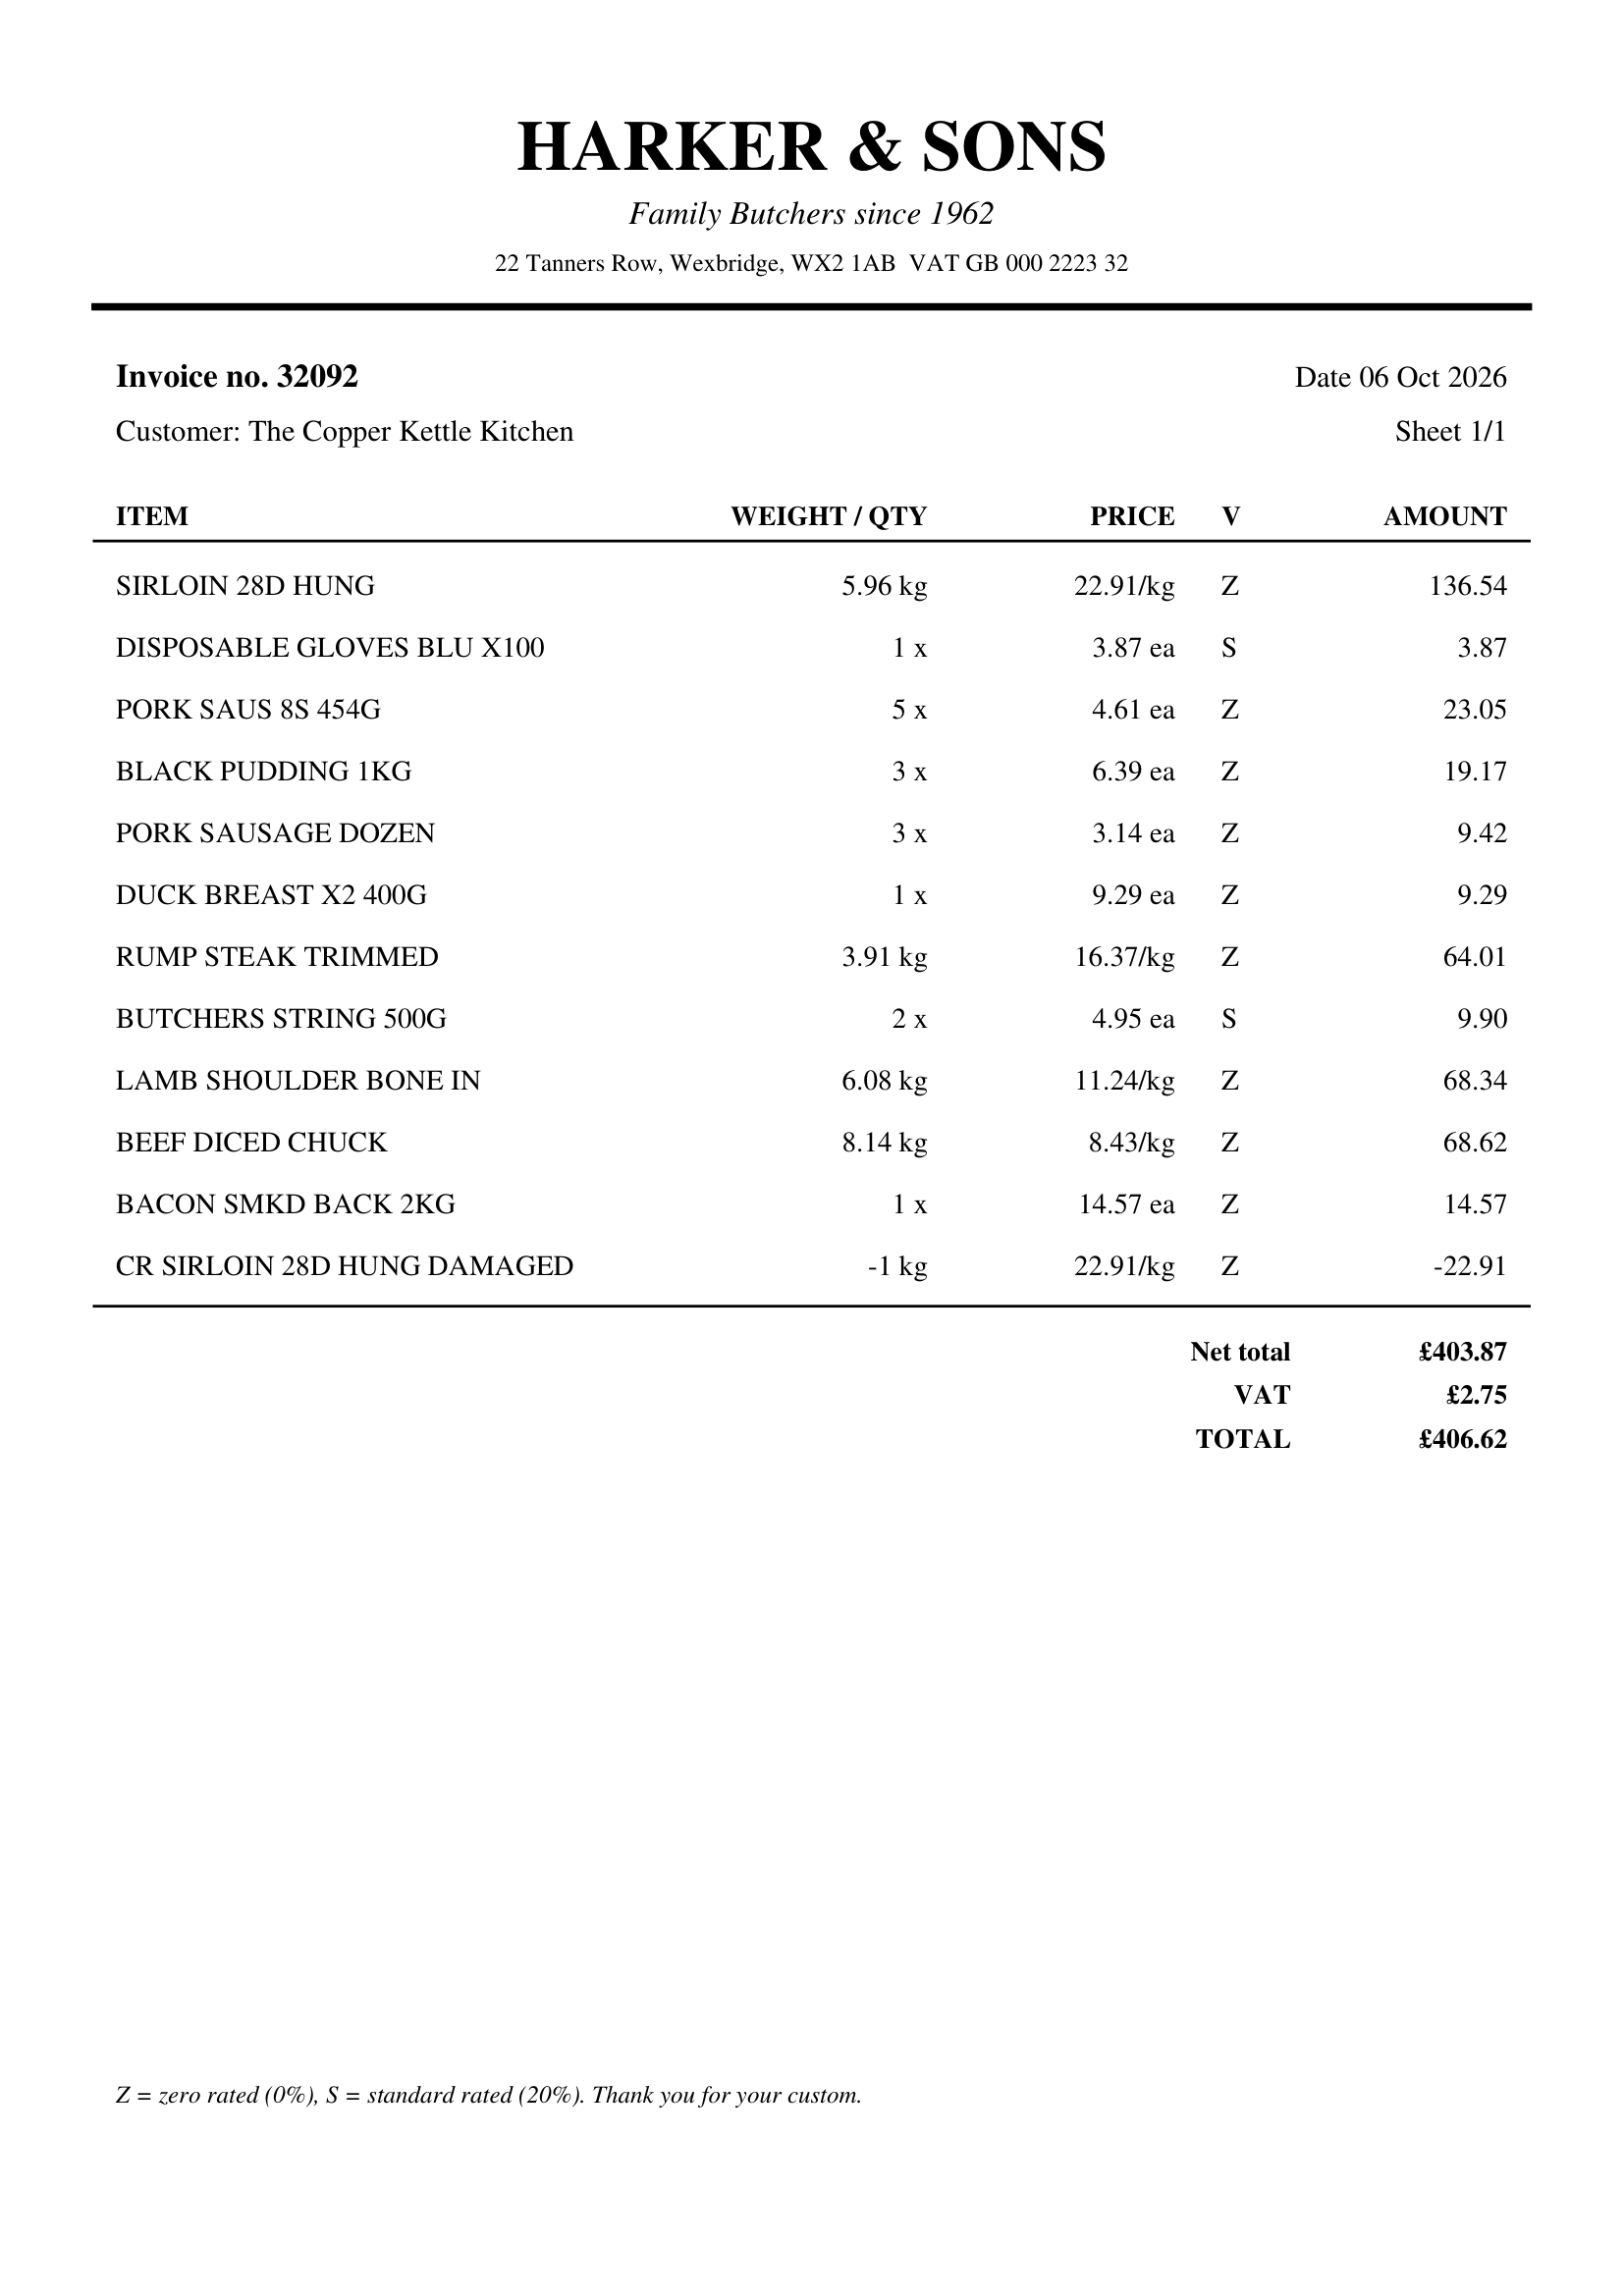 HARKER & SONS
Family Butchers since 1962
22 Tanners Row, Wexbridge, WX2 1AB  VAT GB 000 2223 32
Invoice no. 32092 Date 06 Oct 2026
Customer: The Copper Kettle Kitchen Sheet 1/1
ITEM WEIGHT / QTY PRICE V AMOUNT
SIRLOIN 28D HUNG 5.96 kg 22.91/kg Z 136.54
DISPOSABLE GLOVES BLU X100 1 x 3.87 ea S 3.87
PORK SAUS 8S 454G 5 x 4.61 ea Z 23.05
BLACK PUDDING 1KG 3 x 6.39 ea Z 19.17
PORK SAUSAGE DOZEN 3 x 3.14 ea Z 9.42
DUCK BREAST X2 400G 1 x 9.29 ea Z 9.29
RUMP STEAK TRIMMED 3.91 kg 16.37/kg Z 64.01
BUTCHERS STRING 500G 2 x 4.95 ea S 9.90
LAMB SHOULDER BONE IN 6.08 kg 11.24/kg Z 68.34
BEEF DICED CHUCK 8.14 kg 8.43/kg Z 68.62
BACON SMKD BACK 2KG 1 x 14.57 ea Z 14.57
CR SIRLOIN 28D HUNG DAMAGED -1 kg 22.91/kg Z -22.91
Net total £403.87
VAT £2.75
TOTAL £406.62
Z = zero rated (0%), S = standard rated (20%). Thank you for your custom.